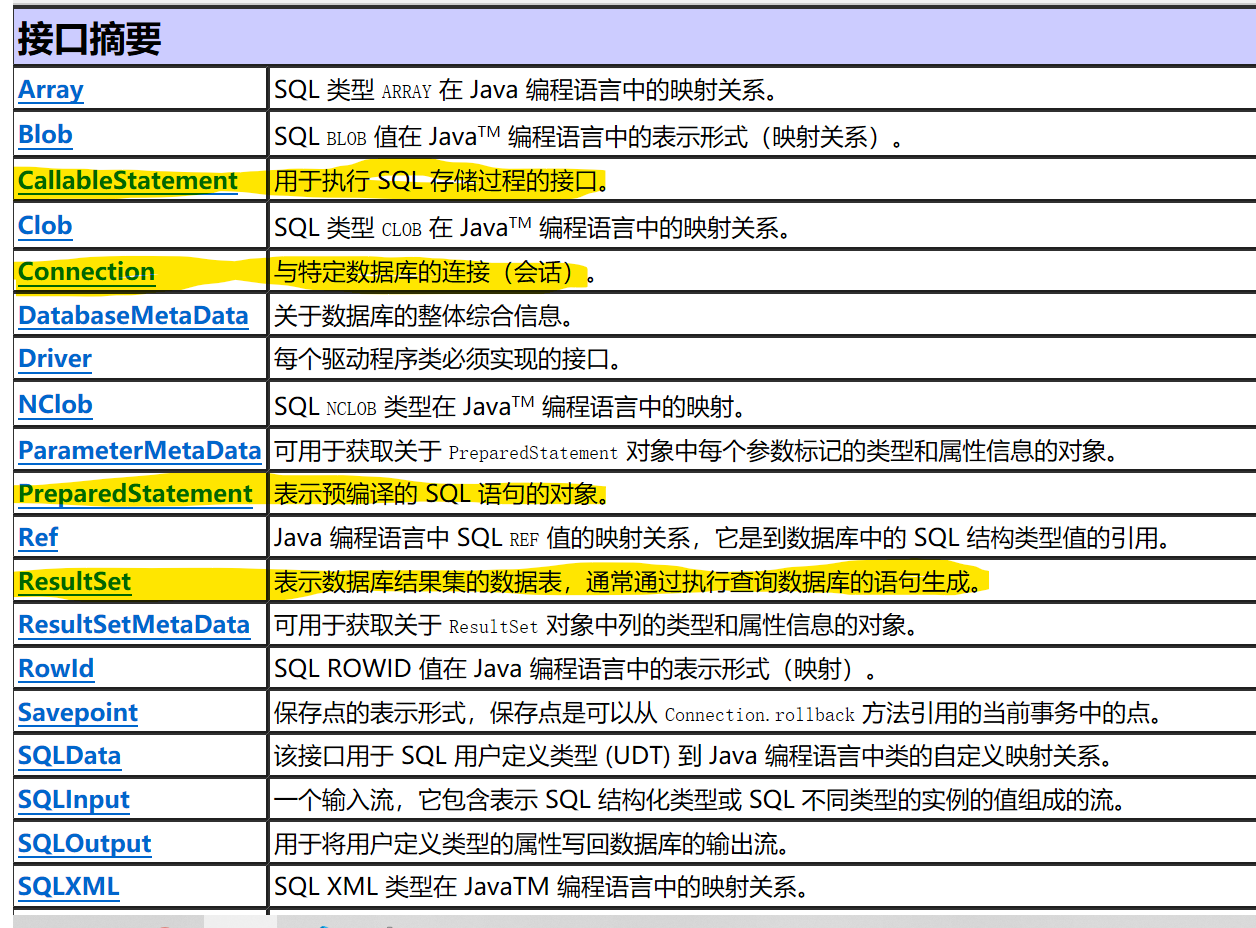 接口摘要
Array SQL 类型 ARRAY 在 Java 编程语言中的映射关系。
Blob SQL BLOB 值在 Java™ 编程语言中的表示形式（映射关系）。
CallableStatement 用于执行 SQL 存储过程的接口。
Clob SQL 类型 CLOB 在 Java™ 编程语言中的映射关系。
Connection 与特定数据库的连接（会话）。
DatabaseMetaData 关于数据库的整体综合信息。
Driver 每个驱动程序类必须实现的接口。
NClob SQL NCLOB 类型在 Java™ 编程语言中的映射。
ParameterMetaData 可用于获取关于 PreparedStatement 对象中每个参数标记的类型和属性信息的对象。
PreparedStatement 表示预编译的 SQL 语句的对象。
Ref Java 编程语言中 SQL REF 值的映射关系，它是到数据库中的 SQL 结构类型值的引用。
ResultSet 表示数据库结果集的数据表，通常通过执行查询数据库的语句生成。
ResultSetMetaData 可用于获取关于 ResultSet 对象中列的类型和属性信息的对象。
RowId SQL ROWID 值在 Java 编程语言中的表示形式（映射）。
Savepoint 保存点的表示形式，保存点是可以从 Connection.rollback 方法引用的当前事务中的点。
SQLData 该接口用于 SQL 用户定义类型 (UDT) 到 Java 编程语言中类的自定义映射关系。
SQLInput 一个输入流，它包含表示 SQL 结构化类型或 SQL 不同类型的实例的值组成的流。
SQLOutput 用于将用户定义类型的属性写回数据库的输出流。
SQLXML SQL XML 类型在 JavaTM 编程语言中的映射关系。